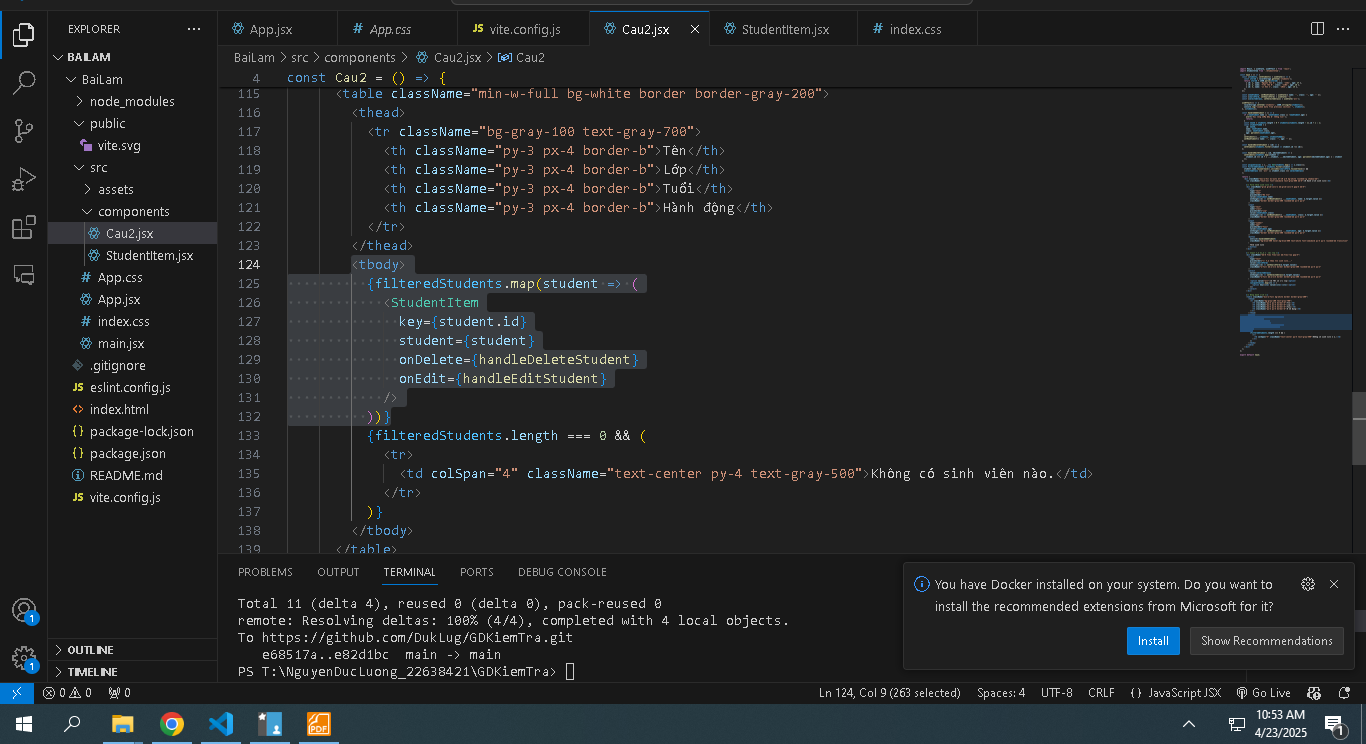 EXPLORER
BAILAM
BaiLam
node_modules
public
vite.svg
src
assets
components
Cau2.jsx
StudentItem.jsx
App.css
App.jsx
index.css
main.jsx
.gitignore
eslint.config.js
index.html
package-lock.json
package.json
README.md
vite.config.js
OUTLINE
TIMELINE
App.jsx
App.css
vite.config.js
Cau2.jsx
StudentItem.jsx
index.css
BaiLam > src > components > Cau2.jsx > Cau2
4 const Cau2 = () => {
115 <table className="min-w-full bg-white border border-gray-200">
116 <thead>
117 <tr className="bg-gray-100 text-gray-700">
118 <th className="py-3 px-4 border-b">Tên</th>
119 <th className="py-3 px-4 border-b">Lớp</th>
120 <th className="py-3 px-4 border-b">Tuổi</th>
121 <th className="py-3 px-4 border-b">Hành động</th>
122 </tr>
123 </thead>
124 <tbody>
125 {filteredStudents.map(student => (
126 <StudentItem
127 key={student.id}
128 student={student}
129 onDelete={handleDeleteStudent}
130 onEdit={handleEditStudent}
131 />
132 ))}
133 {filteredStudents.length === 0 && (
134 <tr>
135 <td colSpan="4" className="text-center py-4 text-gray-500">Không có sinh viên nào.</td>
136 </tr>
137 )}
138 </tbody>
139 </table>
PROBLEMS OUTPUT TERMINAL PORTS DEBUG CONSOLE
Total 11 (delta 4), reused 0 (delta 0), pack-reused 0
remote: Resolving deltas: 100% (4/4), completed with 4 local objects.
To https://github.com/DukLug/GDKiemTra.git
e68517a..e82d1bc main -> main
PS T:\NguyenDucLuong_22638421\GDKiemTra>
You have Docker installed on your system. Do you want to
install the recommended extensions from Microsoft for it?
Install Show Recommendations
1
1
0 0 0
Ln 124, Col 9 (263 selected) Spaces: 4 UTF-8 CRLF {} JavaScript JSX Go Live
PDF
10:53 AM
4/23/2025
1